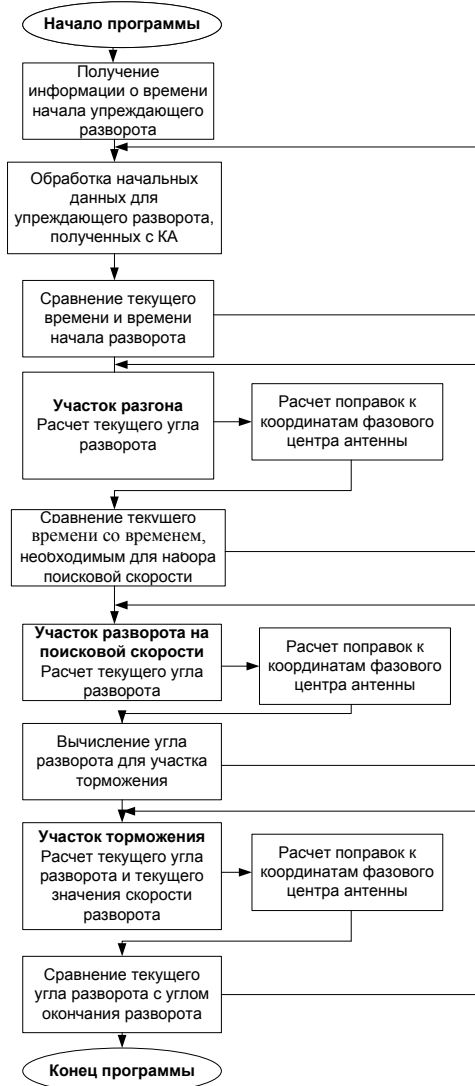 Начало программы
Получение
информации о времени
начала упреждающего
разворота
Обработка начальных
данных для
упреждающего разворота,
полученных с КА
Сравнение текущего
времени и времени
начала разворота
Участок разгона
Расчет текущего угла
разворота
Расчет поправок к
координатам фазового
центра антенны
Сравнение текущего
времени со временем,
необходимым для набора
поисковой скорости
Участок разворота на
поисковой скорости
Расчет текущего угла
разворота
Расчет поправок к
координатам фазового
центра антенны
Вычисление угла
разворота для участка
торможения
Участок торможения
Расчет текущего угла
разворота и текущего
значения скорости
разворота
Расчет поправок к
координатам фазового
центра антенны
Сравнение текущего
угла разворота с углом
окончания разворота
Конец программы